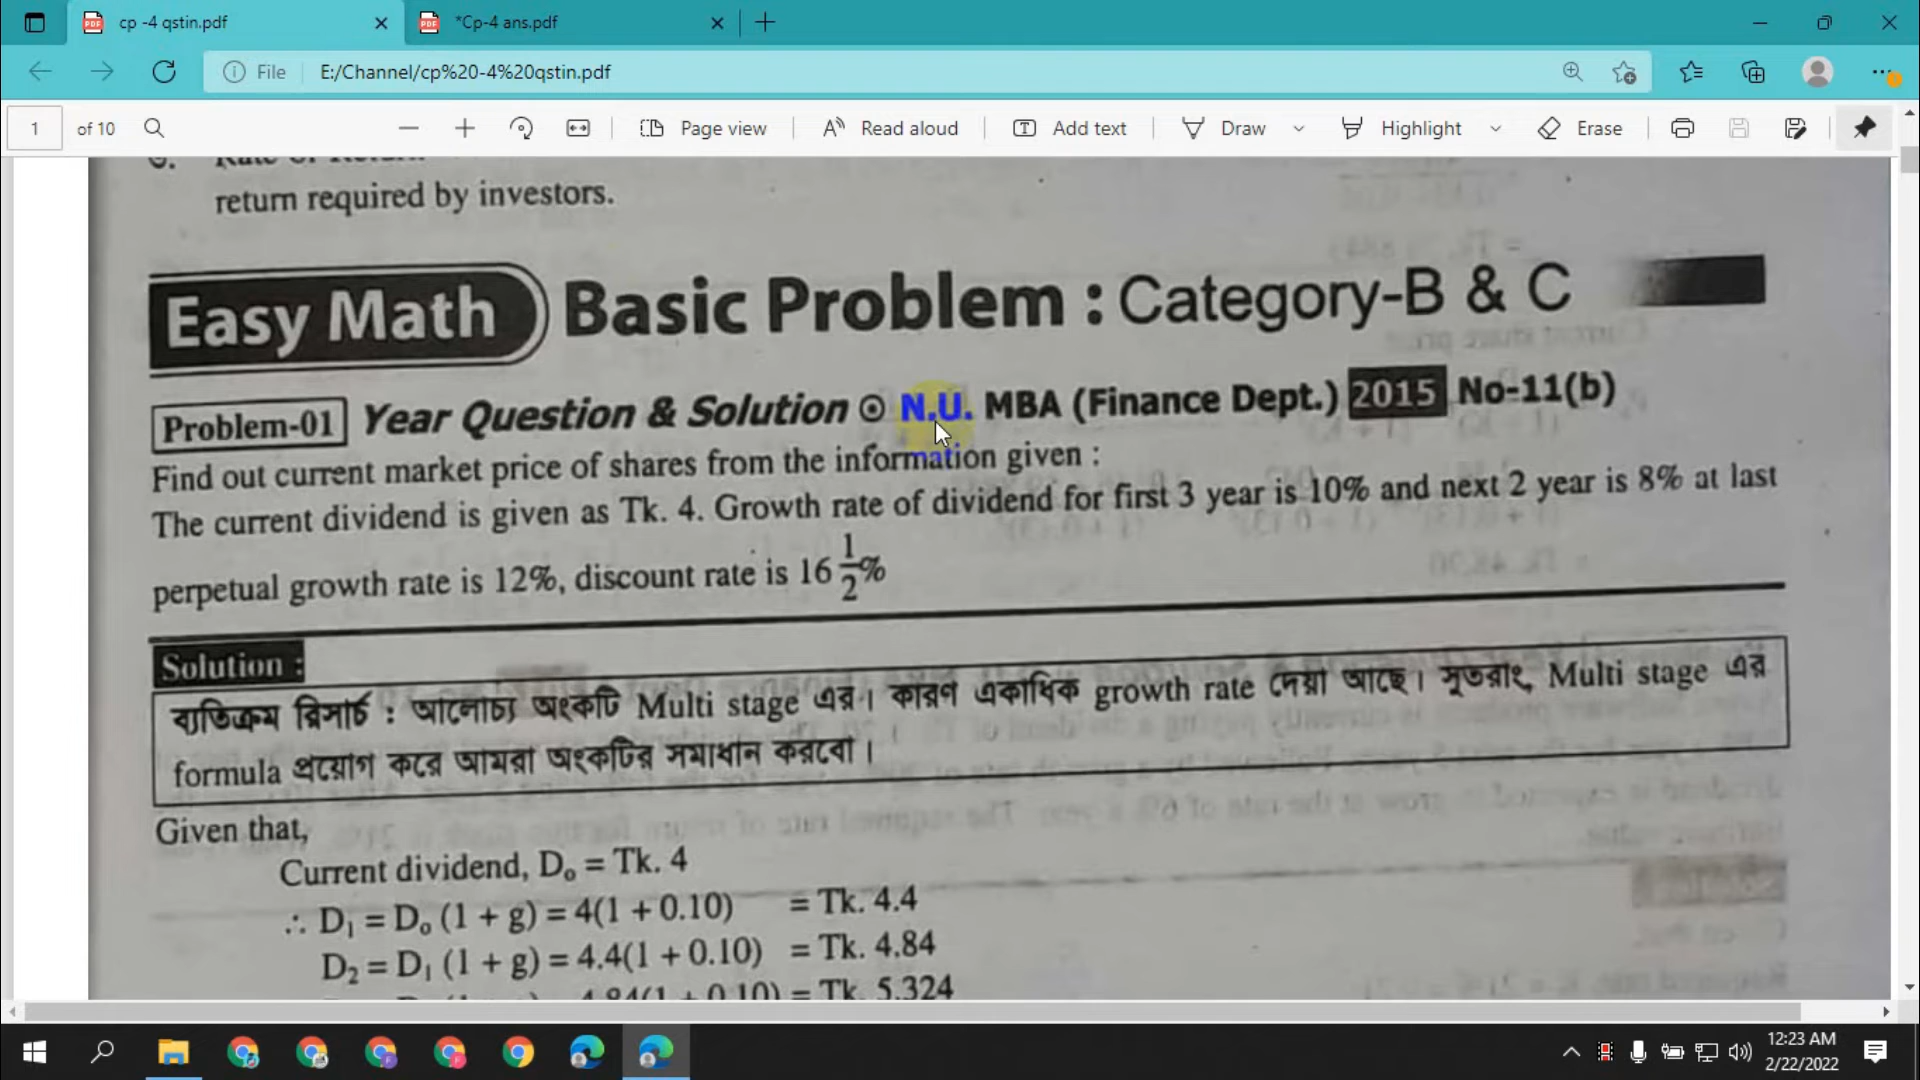 cp -4 qstin.pdf
*Cp-4 ans.pdf
File E:/Channel/cp%20-4%20qstin.pdf
1 of 10 Page view Read aloud Add text Draw Highlight Erase
return required by investors.
Easy Math Basic Problem : Category-B & C
Problem-01 Year Question & Solution ⊙ N.U. MBA (Finance Dept.) 2015 No-11(b)
Find out current market price of shares from the information given :
The current dividend is given as Tk. 4. Growth rate of dividend for first 3 year is 10% and next 2 year is 8% at last
perpetual growth rate is 12%, discount rate is 16 1/2%
Solution :
ব্যতিক্রম রিসার্চ : আলোচ্য অংকটি Multi stage এর। কারণ একাধিক growth rate দেয়া আছে। সুতরাং, Multi stage এর
formula প্রয়োগ করে আমরা অংকটির সমাধান করবো।
Given that,
Current dividend, D₀ = Tk. 4
∴ D₁ = D₀ (1 + g) = 4(1 + 0.10) = Tk. 4.4
D₂ = D₁ (1 + g) = 4.4(1 + 0.10) = Tk. 4.84
4.84(1 + 0.10) = Tk. 5.324
12:23 AM
2/22/2022